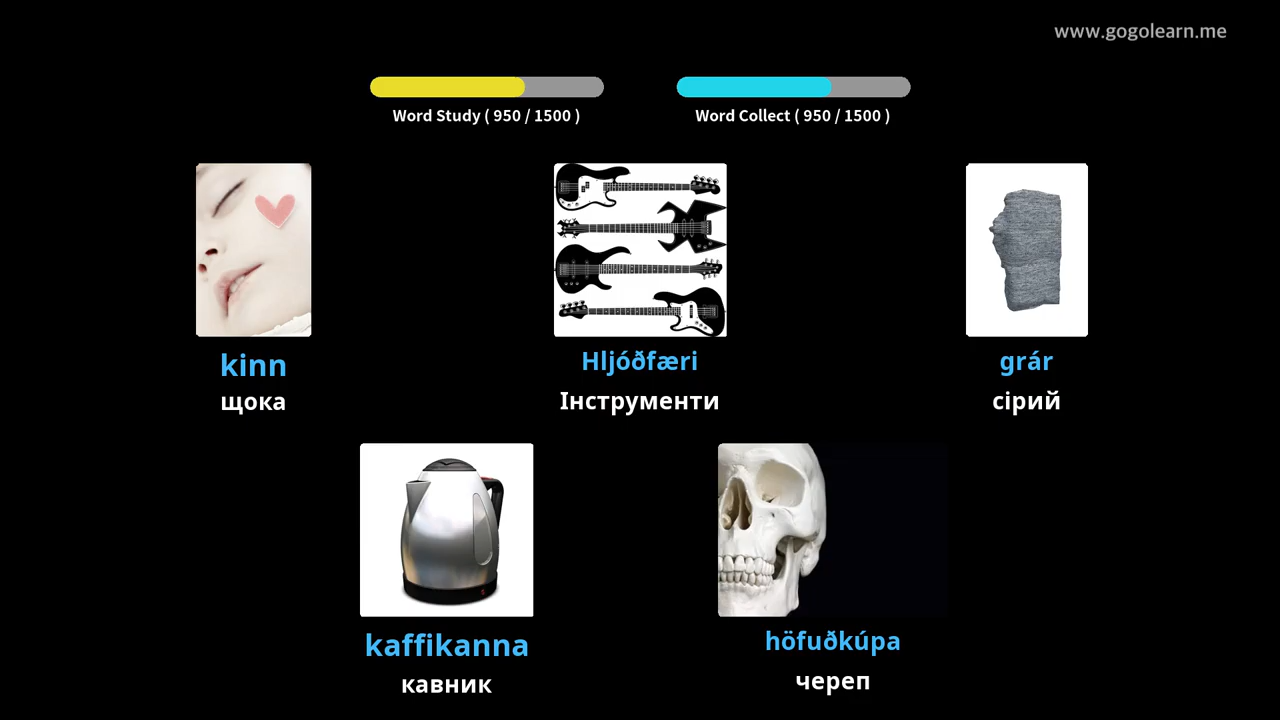 www.gogolearn.me
Word Study ( 950 / 1500 )
Word Collect ( 950 / 1500 )
kinn
щока
Hljóðfæri
Інструменти
grár
сірий
kaffikanna
кавник
höfuðkúpa
череп